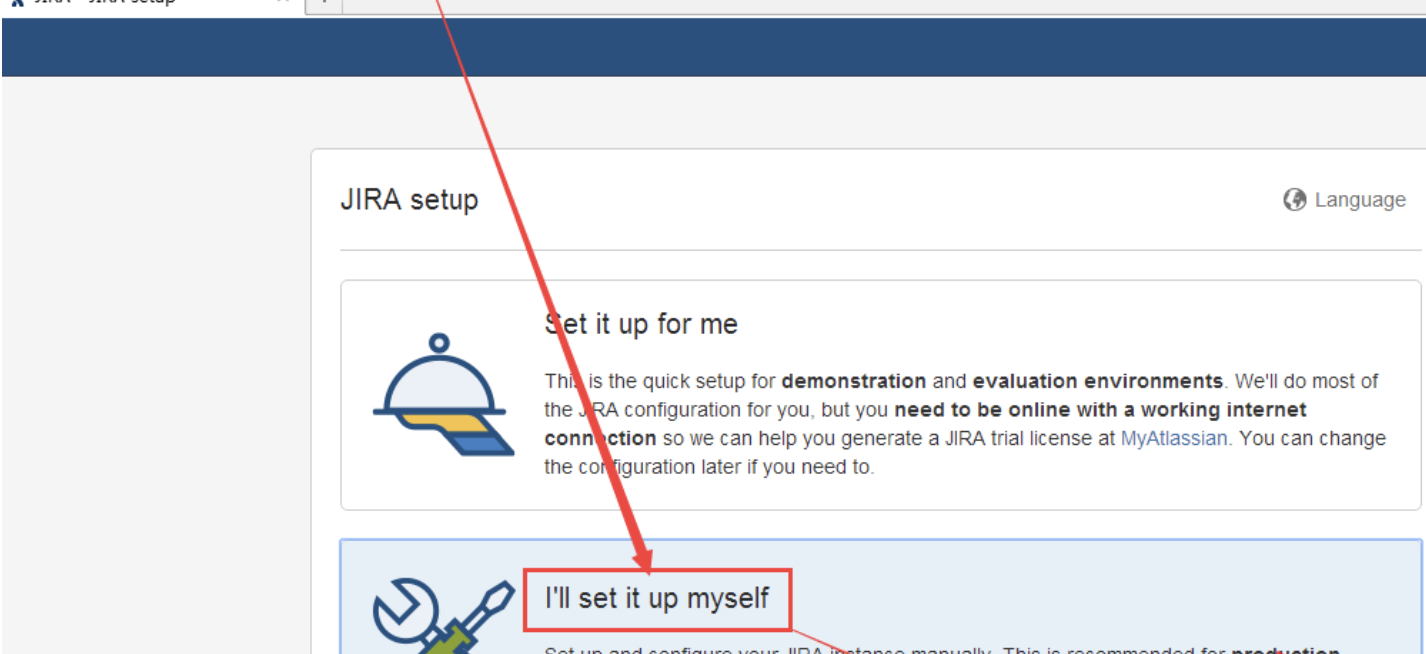 JIRA setup
Language
Set it up for me
This is the quick setup for demonstration and evaluation environments. We'll do most of
the JIRA configuration for you, but you need to be online with a working internet
connection so we can help you generate a JIRA trial license at MyAtlassian. You can change
the configuration later if you need to.
I'll set it up myself
Set up and configure your JIRA instance manually. This is recommended for production